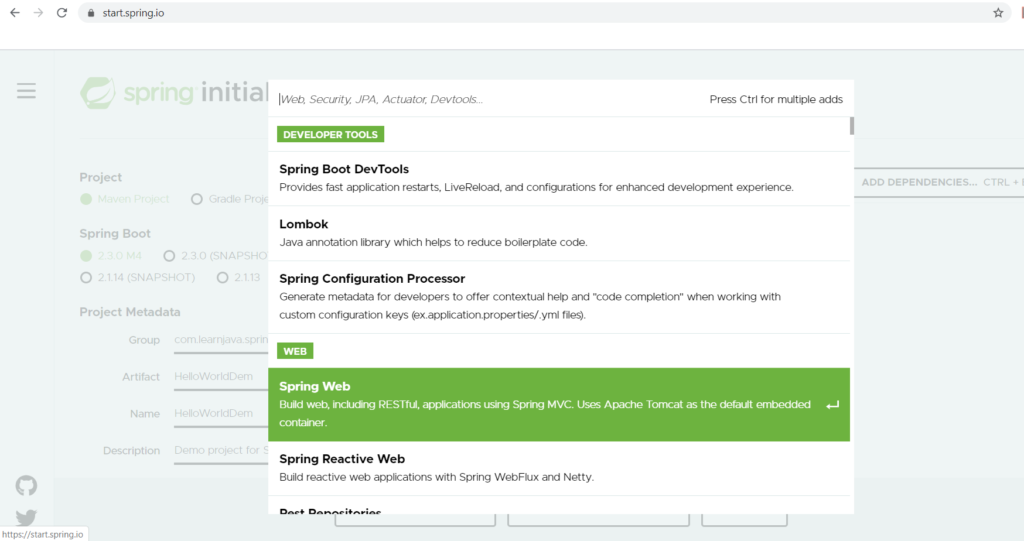 start.spring.io
spring initial
Web, Security, JPA, Actuator, Devtools... Press Ctrl for multiple adds
DEVELOPER TOOLS
Spring Boot DevTools
Provides fast application restarts, LiveReload, and configurations for enhanced development experience.
Lombok
Java annotation library which helps to reduce boilerplate code.
Spring Configuration Processor
Generate metadata for developers to offer contextual help and "code completion" when working with
custom configuration keys (ex.application.properties/.yml files).
WEB
Spring Web
Build web, including RESTful, applications using Spring MVC. Uses Apache Tomcat as the default embedded
container.
Spring Reactive Web
Build reactive web applications with Spring WebFlux and Netty.
Rest Repositories
Project
Maven Project Gradle Proje
Spring Boot
2.3.0 M4 2.3.0 (SNAPSHO
2.1.14 (SNAPSHOT) 2.1.13
Project Metadata
Group com.learnjava.sprin
Artifact HelloWorldDem
Name HelloWorldDem
Description Demo project for S
ADD DEPENDENCIES... CTRL +
https://start.spring.io